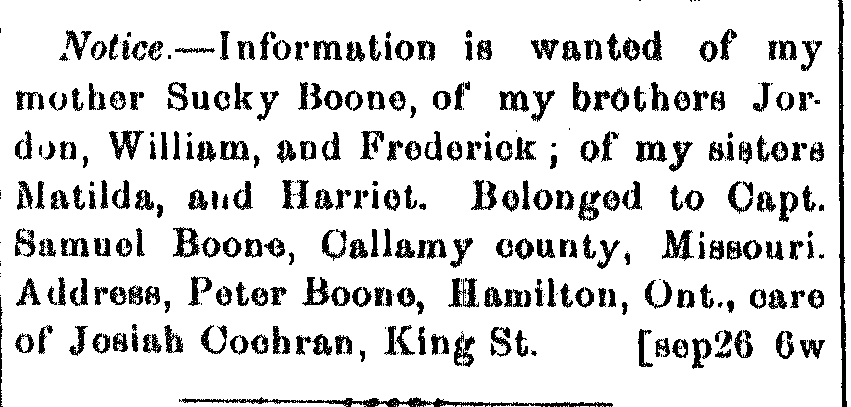 Notice.—Information is wanted of my
mother Sucky Boone, of my brothers Jor-
don, William, and Frederick ; of my sisters
Matilda, and Harriet. Belonged to Capt.
Samuel Boone, Callamy county, Missouri.
Address, Peter Boone, Hamilton, Ont., care
of Josiah Cochran, King St. [sep26 6w